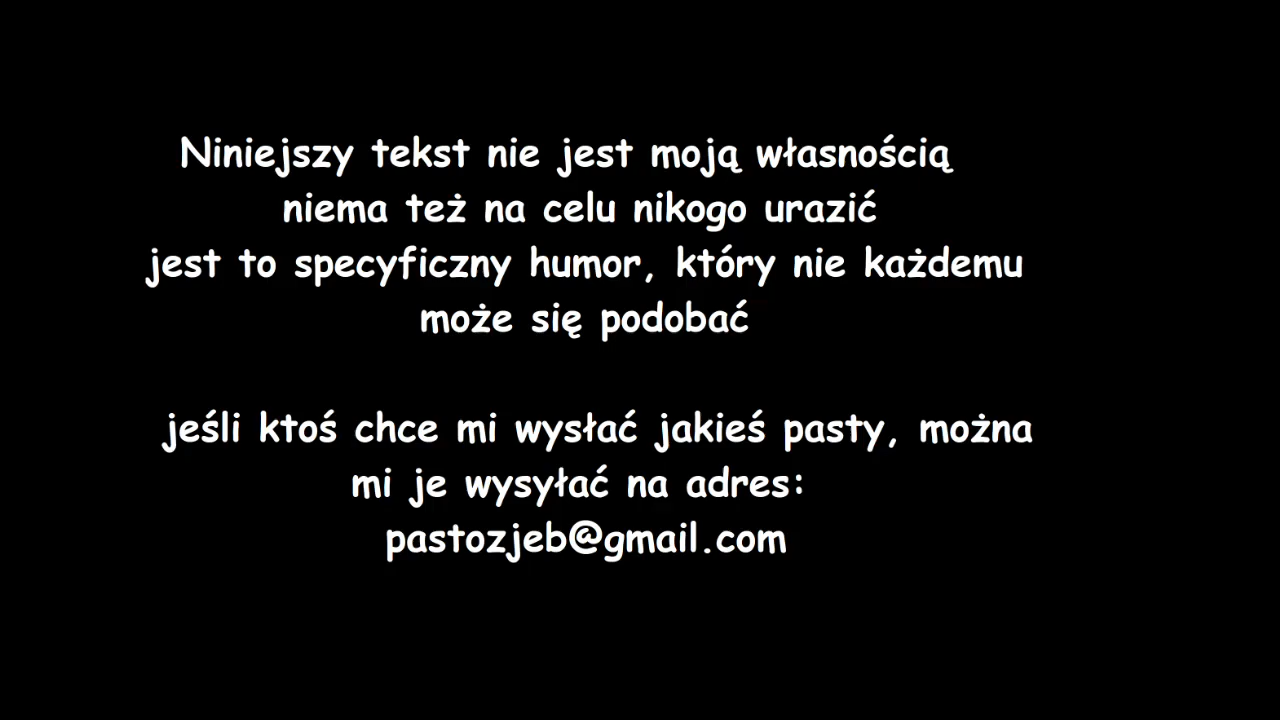 Niniejszy tekst nie jest moją własnością
niema też na celu nikogo urazić
jest to specyficzny humor, który nie każdemu
może się podobać
jeśli ktoś chce mi wysłać jakieś pasty, można
mi je wysyłać na adres:
pastozjeb@gmail.com